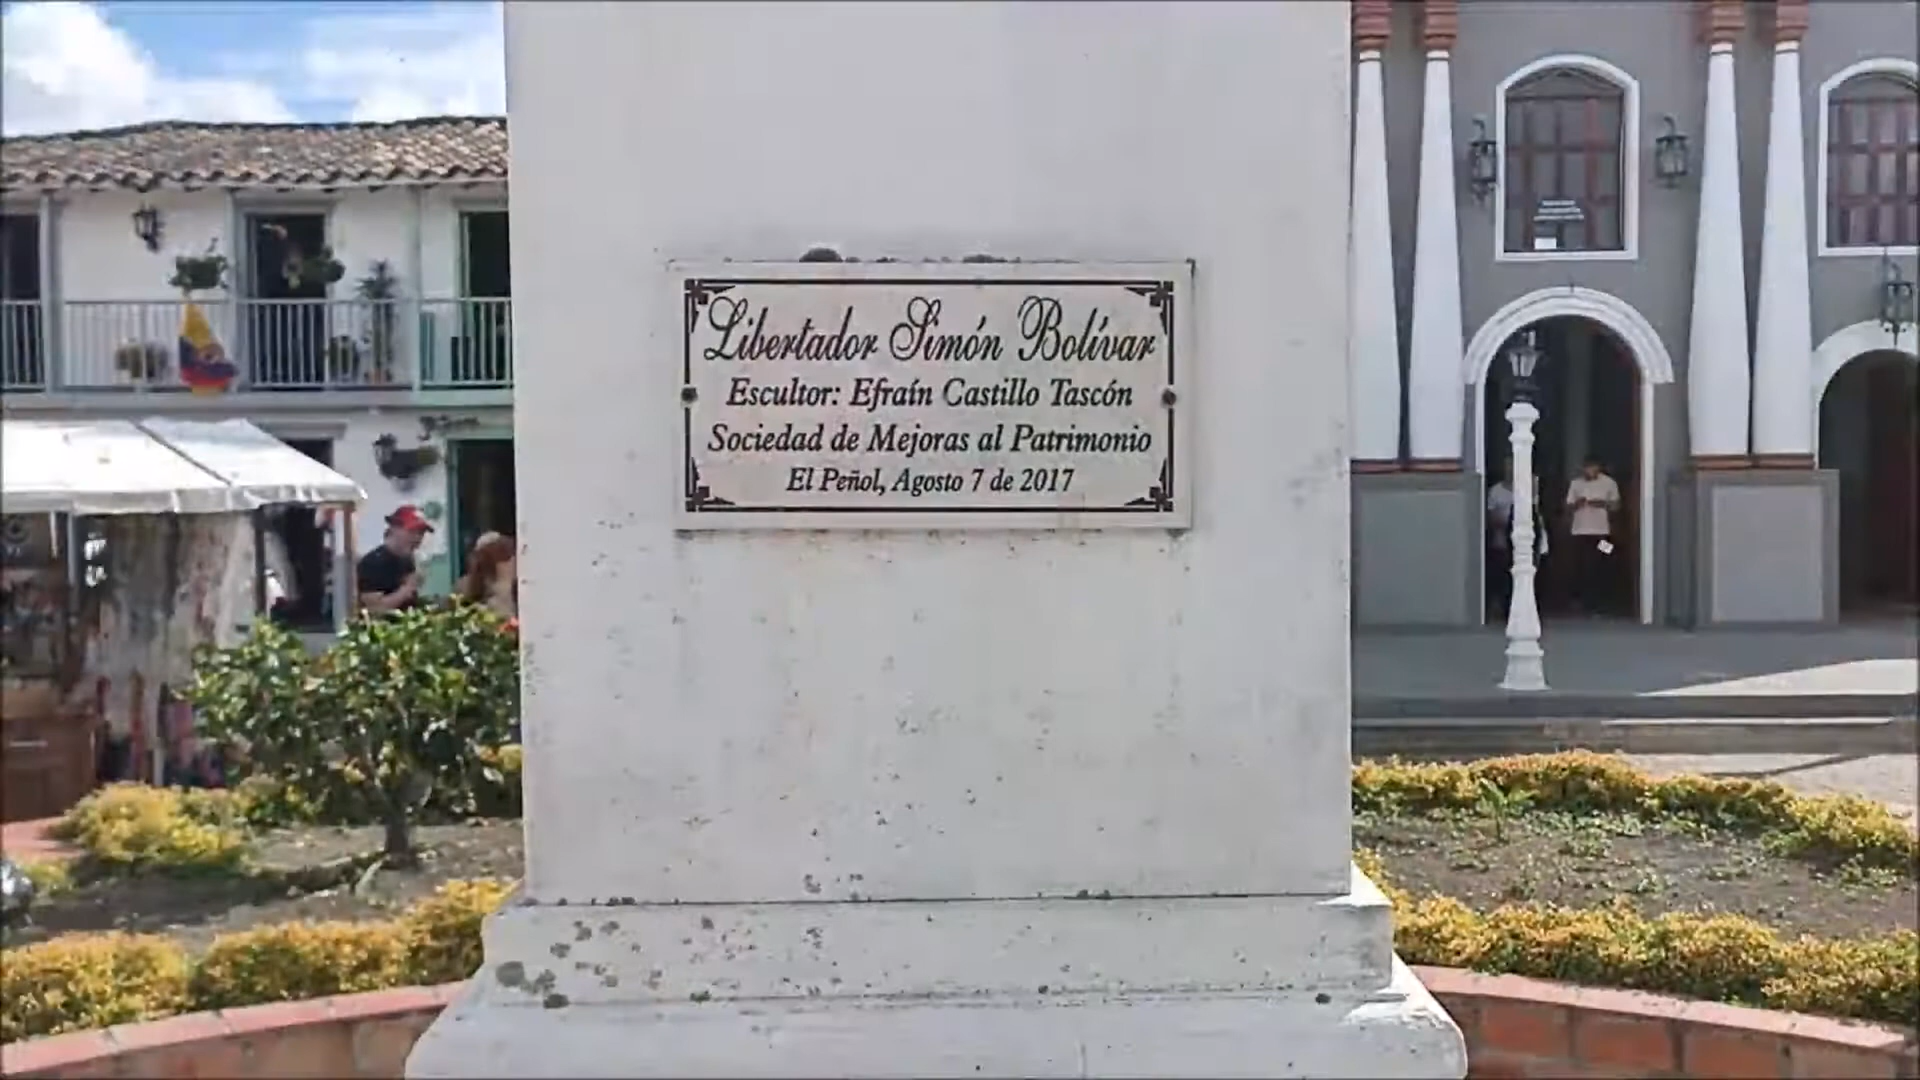 Libertador Simón Bolívar
Escultor: Efraín Castillo Tascón
Sociedad de Mejoras al Patrimonio
El Peñol, Agosto 7 de 2017